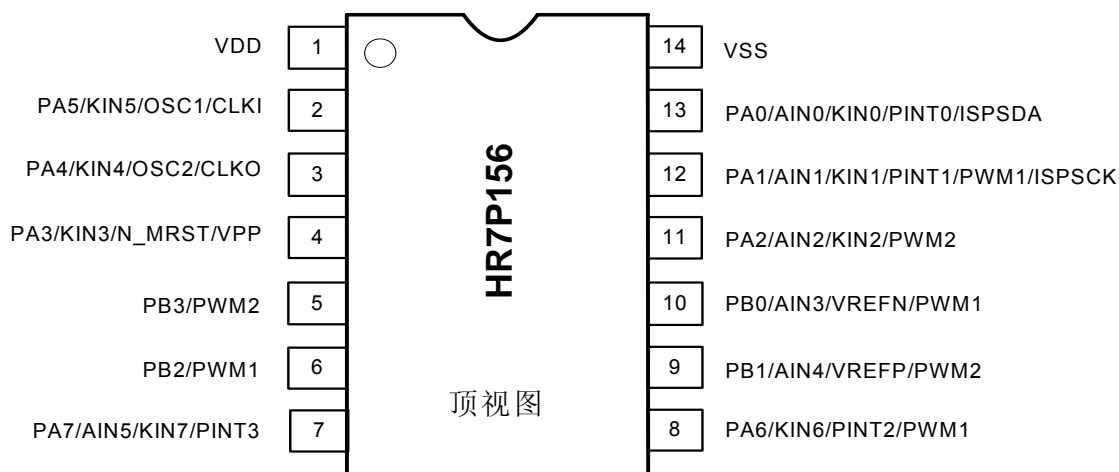 VDD 1 14 VSS
PA5/KIN5/OSC1/CLKI 2 13 PA0/AIN0/KIN0/PINT0/ISPSDA
PA4/KIN4/OSC2/CLKO 3 12 PA1/AIN1/KIN1/PINT1/PWM1/ISPSCK
PA3/KIN3/N_MRST/VPP 4 11 PA2/AIN2/KIN2/PWM2
HR7P156
PB3/PWM2 5 10 PB0/AIN3/VREFN/PWM1
PB2/PWM1 6 9 PB1/AIN4/VREFP/PWM2
顶视图
PA7/AIN5/KIN7/PINT3 7 8 PA6/KIN6/PINT2/PWM1